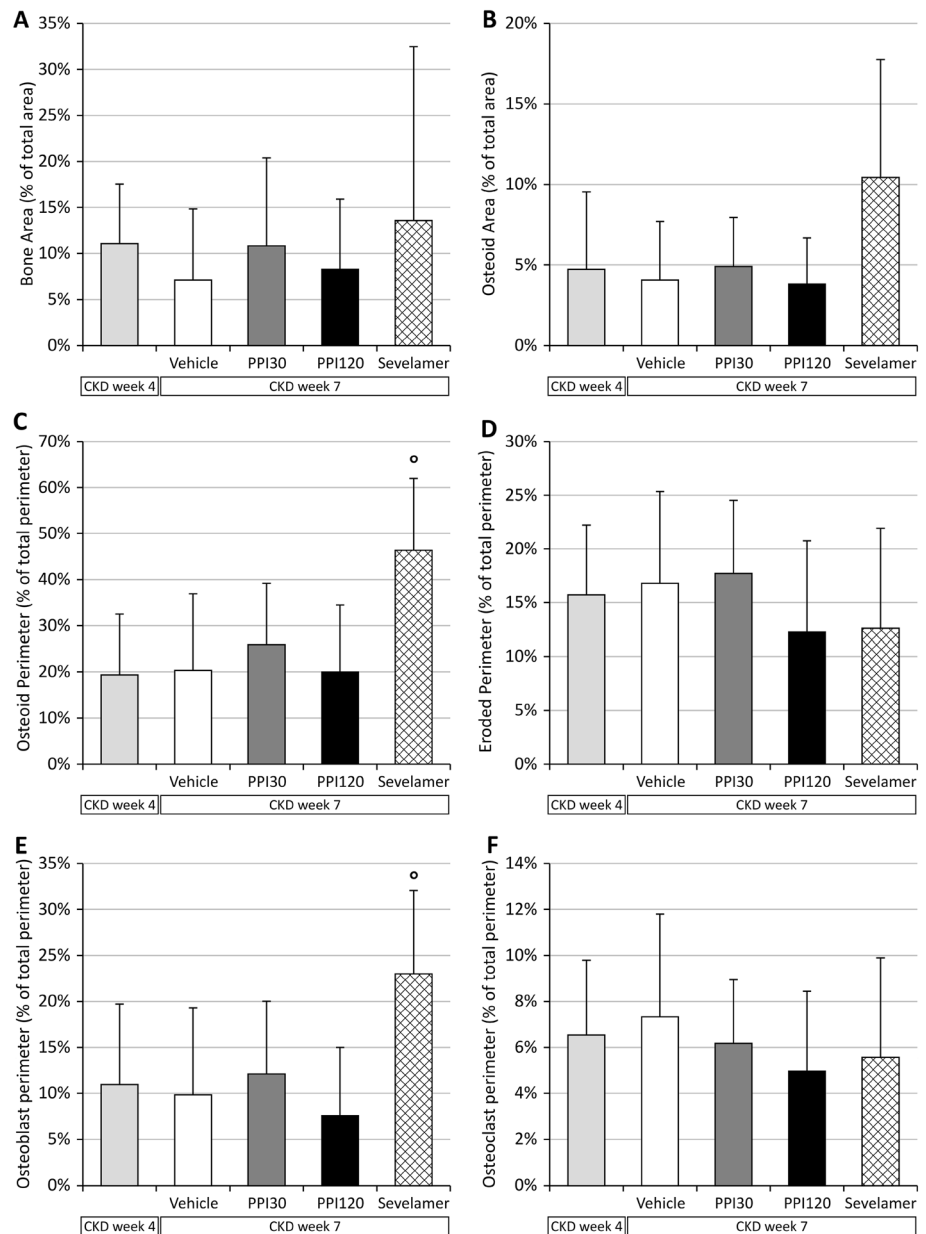 A
Bone Area (% of total area)
35%
30%
25%
20%
15%
10%
5%
0%
Vehicle PPI30 PPI120 Sevelamer
CKD week 4 CKD week 7
B
Osteoid Area (% of total area)
20%
15%
10%
5%
0%
Vehicle PPI30 PPI120 Sevelamer
CKD week 4 CKD week 7
C
Osteoid Perimeter (% of total perimeter)
70%
60%
50%
40%
30%
20%
10%
0%
Vehicle PPI30 PPI120 Sevelamer
CKD week 4 CKD week 7
D
Eroded Perimeter (% of total perimeter)
30%
25%
20%
15%
10%
5%
0%
Vehicle PPI30 PPI120 Sevelamer
CKD week 4 CKD week 7
E
Osteoblast perimeter (% of total perimeter)
35%
30%
25%
20%
15%
10%
5%
0%
Vehicle PPI30 PPI120 Sevelamer
CKD week 4 CKD week 7
F
Osteoclast perimeter (% of total perimeter)
14%
12%
10%
8%
6%
4%
2%
0%
Vehicle PPI30 PPI120 Sevelamer
CKD week 4 CKD week 7